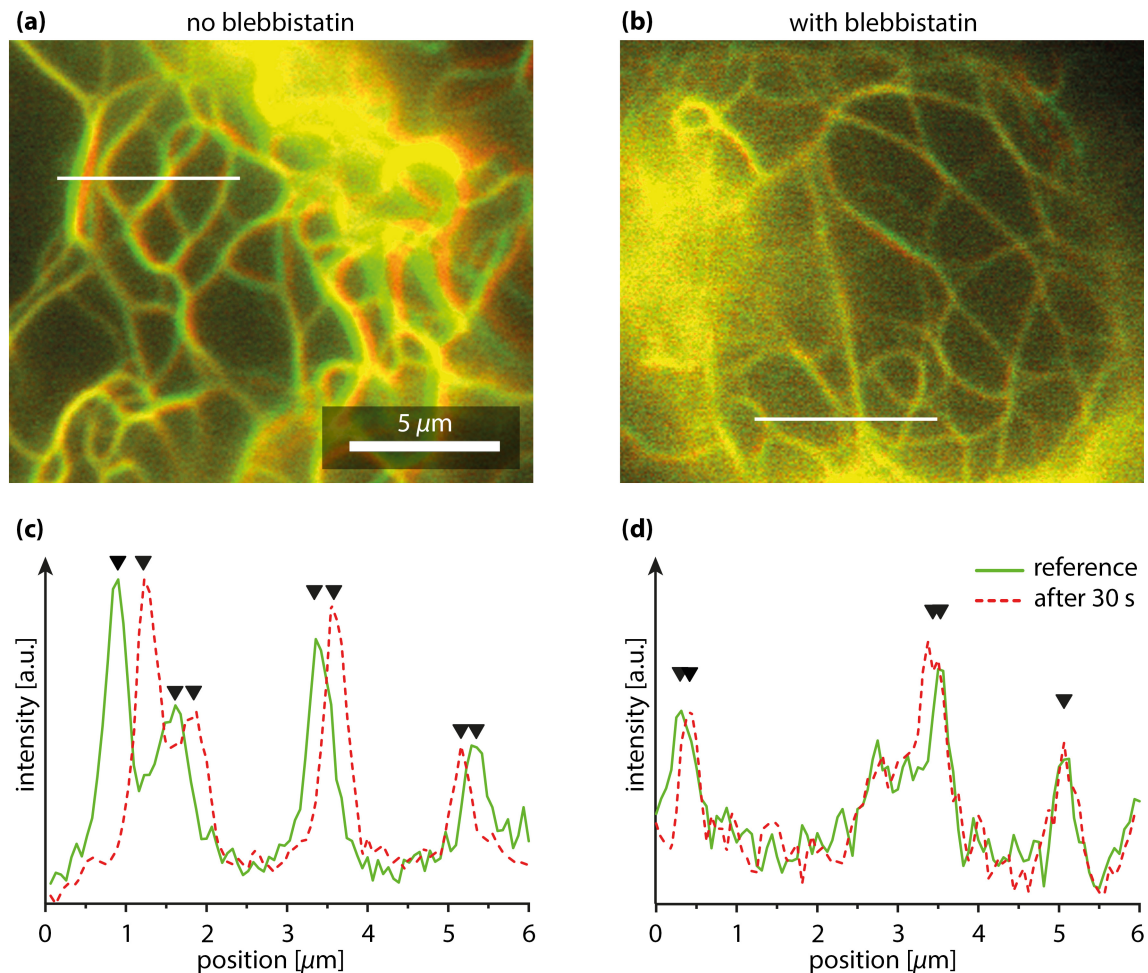 (a) no blebbistatin
(b) with blebbistatin
5 μm
(c)
(d)
intensity [a.u.]
0 1 2 3 4 5 6
position [μm]
reference
after 30 s
intensity [a.u.]
0 1 2 3 4 5 6
position [μm]